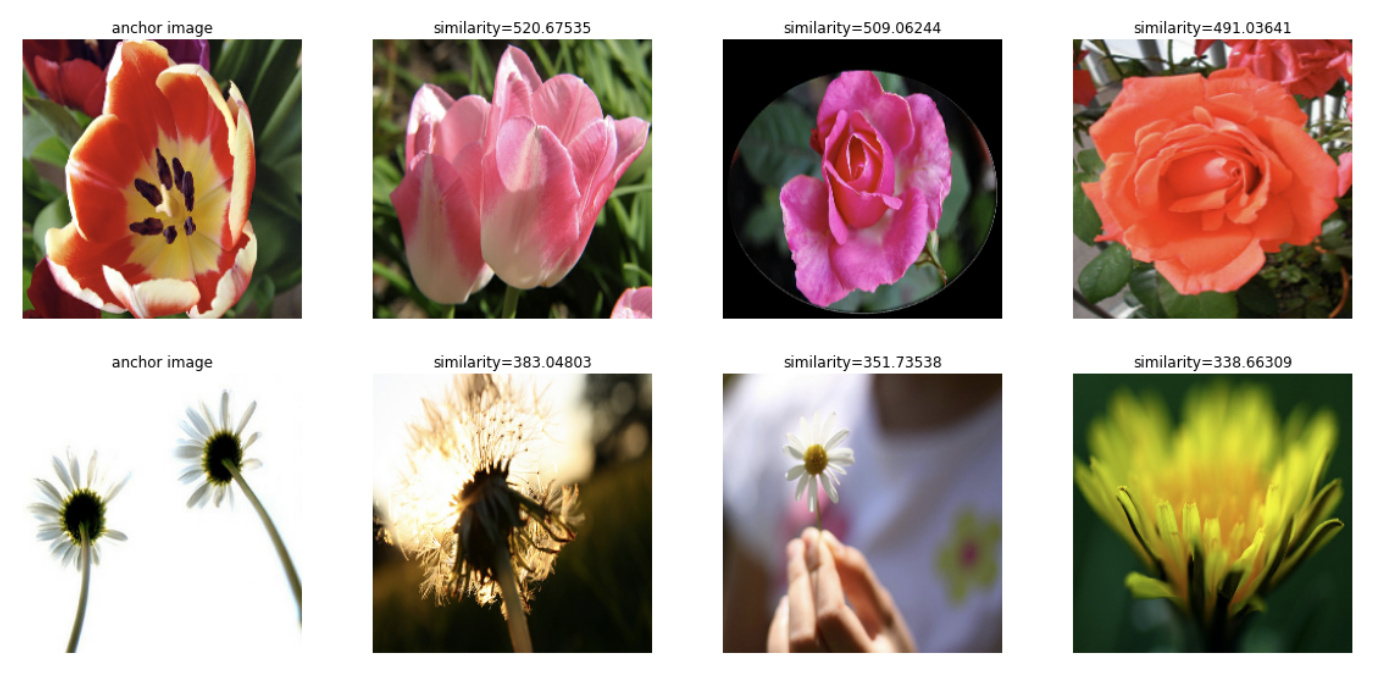 anchor image
similarity=520.67535
similarity=509.06244
similarity=491.03641
anchor image
similarity=383.04803
similarity=351.73538
similarity=338.66309